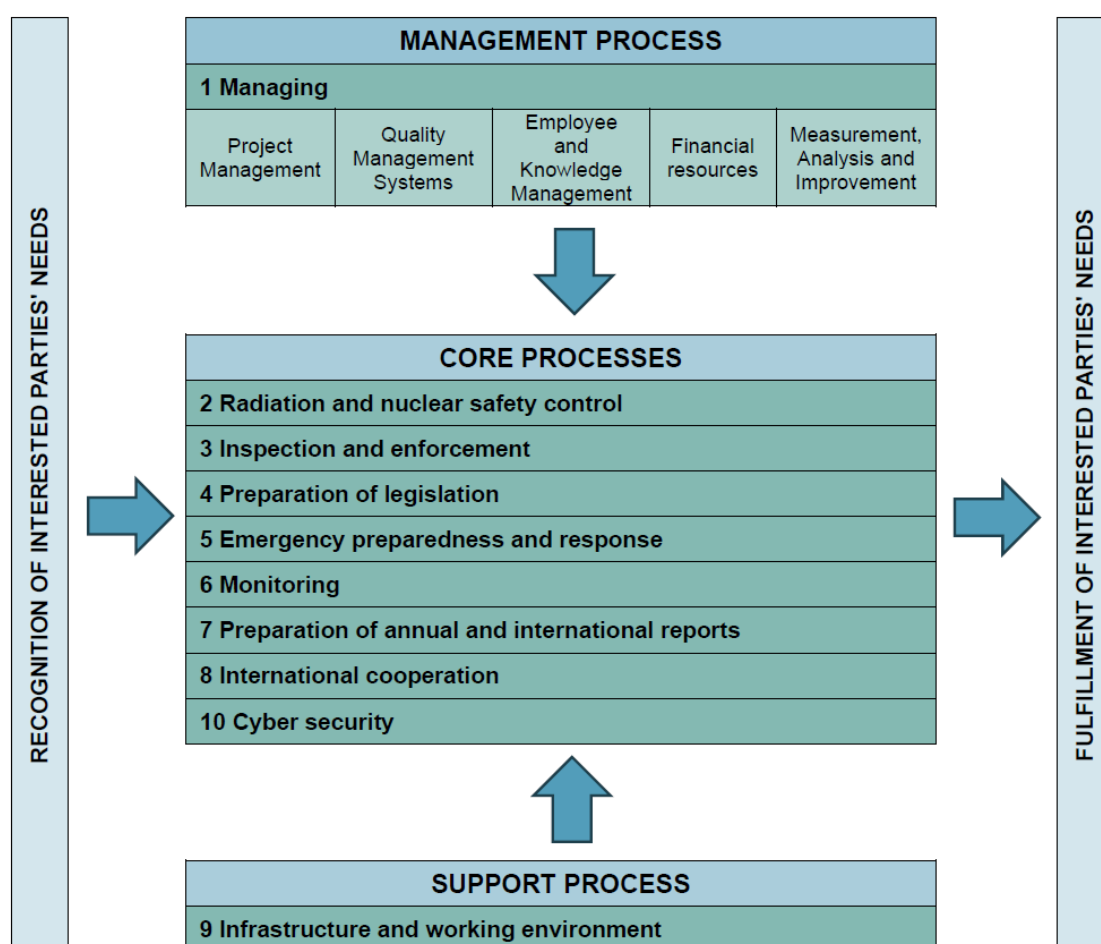 RECOGNITION OF INTERESTED PARTIES' NEEDS
MANAGEMENT PROCESS
1 Managing
Project
Management
Quality
Management
Systems
Employee
and
Knowledge
Management
Financial
resources
Measurement,
Analysis and
Improvement
CORE PROCESSES
2 Radiation and nuclear safety control
3 Inspection and enforcement
4 Preparation of legislation
5 Emergency preparedness and response
6 Monitoring
7 Preparation of annual and international reports
8 International cooperation
10 Cyber security
SUPPORT PROCESS
9 Infrastructure and working environment
FULFILLMENT OF INTERESTED PARTIES' NEEDS